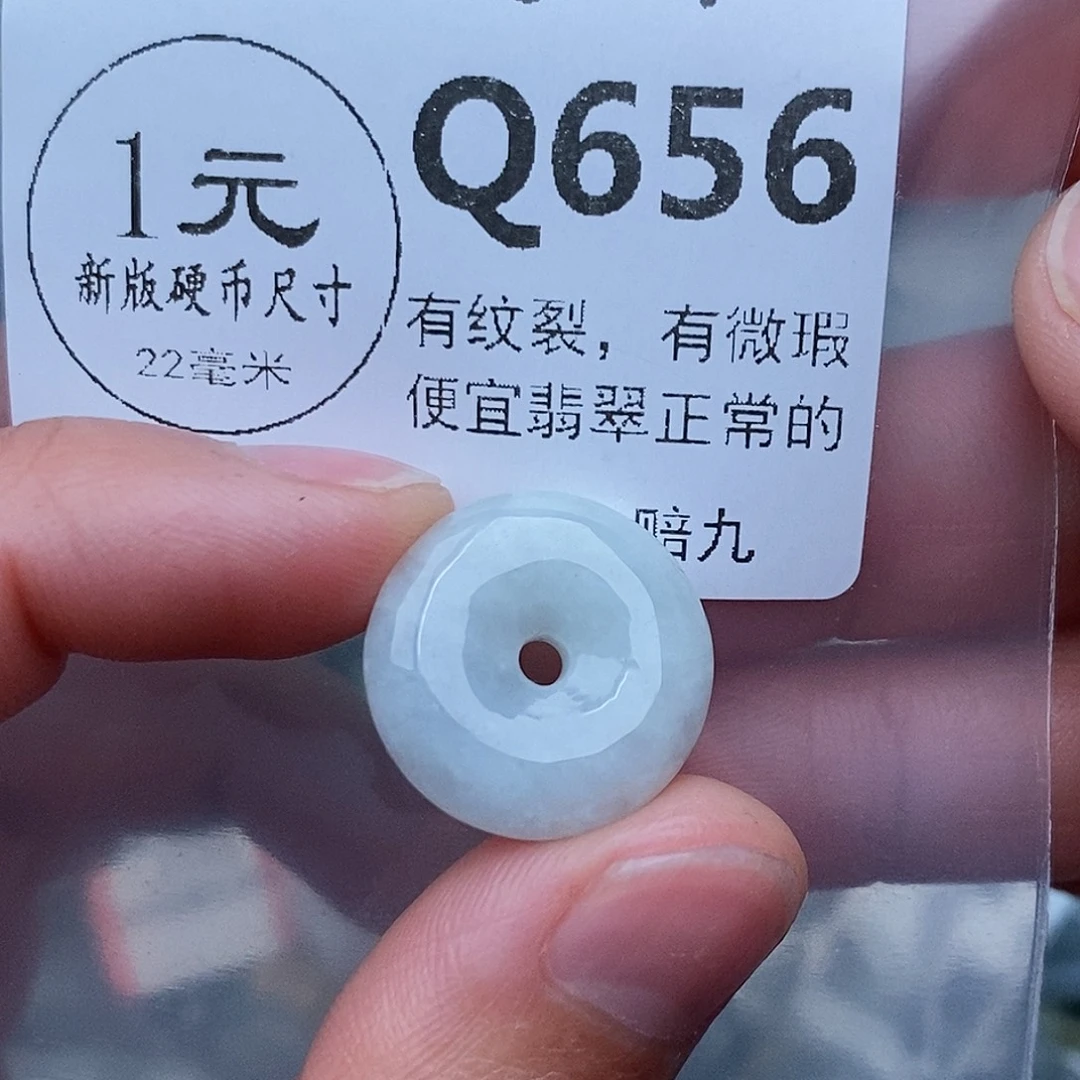 1元
新版硬币尺寸
22毫米
Q656
有纹裂，有微瑕
便宜翡翠正常的
赔九